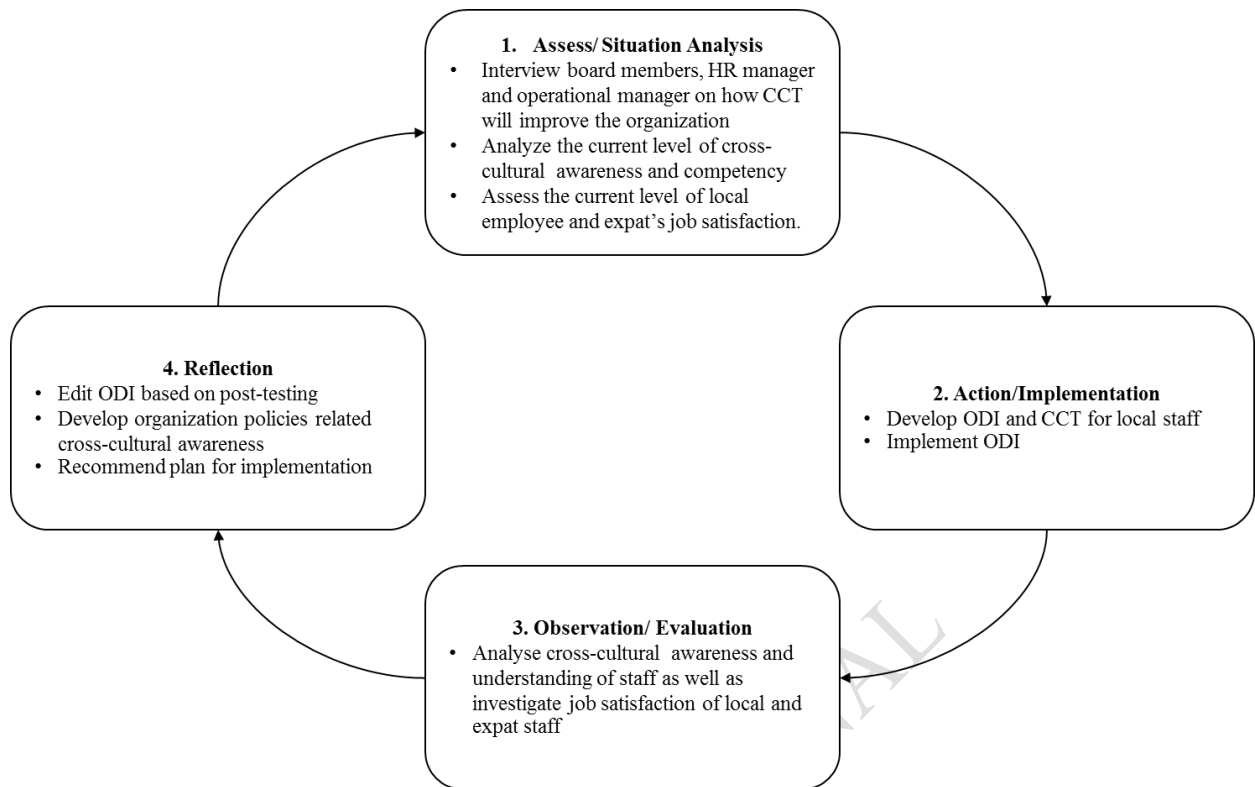 1. Assess/ Situation Analysis
• Interview board members, HR manager
and operational manager on how CCT
will improve the organization
• Analyze the current level of cross-
cultural awareness and competency
• Assess the current level of local
employee and expat's job satisfaction.
2. Action/Implementation
• Develop ODI and CCT for local staff
• Implement ODI
3. Observation/ Evaluation
• Analyse cross-cultural awareness and
understanding of staff as well as
investigate job satisfaction of local and
expat staff
4. Reflection
• Edit ODI based on post-testing
• Develop organization policies related
cross-cultural awareness
• Recommend plan for implementation